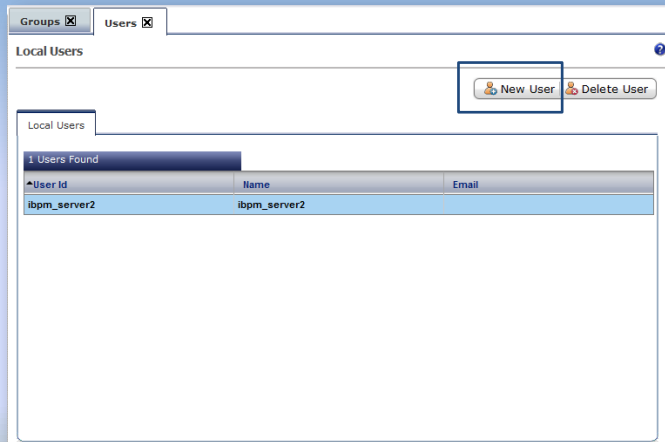 Groups Users
Local Users
New User Delete User
Local Users
1 Users Found
User Id Name Email
ibpm_server2 ibpm_server2